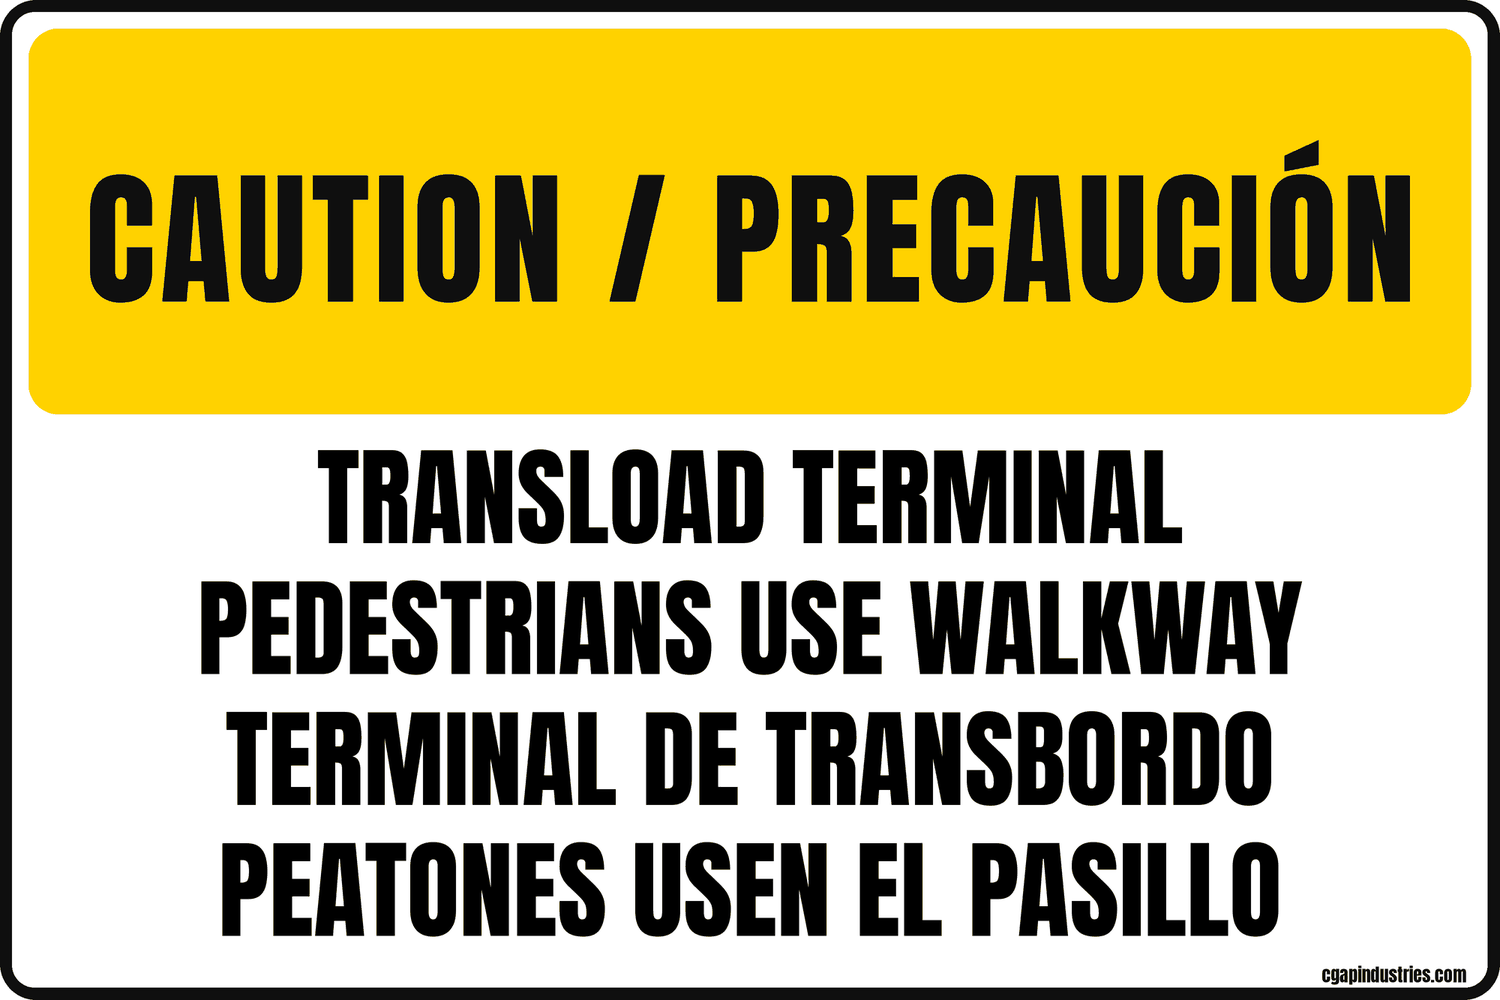 CAUTION / PRECAUCIÓN
TRANSLOAD TERMINAL
PEDESTRIANS USE WALKWAY
TERMINAL DE TRANSBORDO
PEATONES USEN EL PASILLO
cgapindustries.com